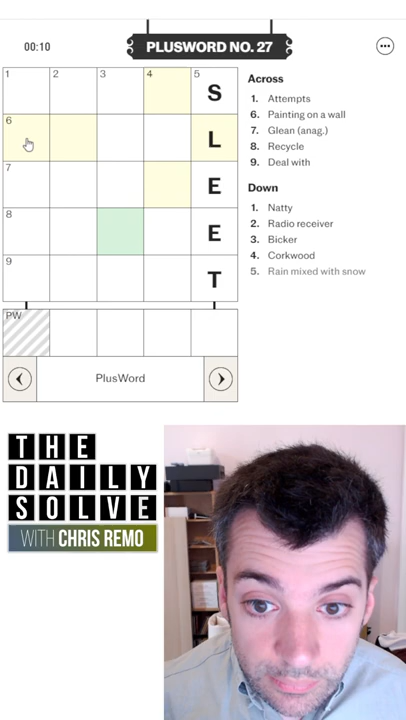 00:10
PLUSWORD NO. 27
1 2 3 4 5 S
6 L
7 E
8 E
9 T
PW
PlusWord
Across
1. Attempts
6. Painting on a wall
7. Glean (anag.)
8. Recycle
9. Deal with
Down
1. Natty
2. Radio receiver
3. Bicker
4. Corkwood
5. Rain mixed with snow
THE
DAILY
SOLVE
WITH CHRIS REMO